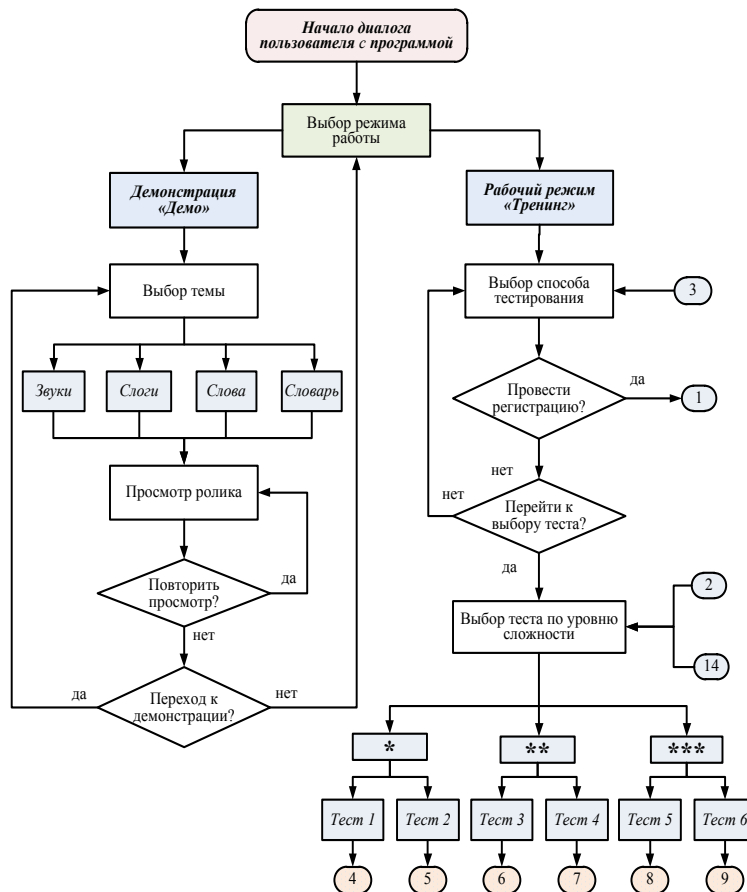 Начало диалога
пользователя с программой
Выбор режима
работы
Демонстрация
«Демо»
Рабочий режим
«Тренинг»
Выбор темы
Выбор способа
тестирования
3
Звуки
Слоги
Слова
Словарь
Провести
регистрацию?
да
1
нет
Просмотр ролика
нет
Перейти к
выбору теста?
да
Повторить
просмотр?
да
нет
Выбор теста по уровню
сложности
2
14
да
Переход к
демонстрации?
нет
*
**
***
Тест 1
Тест 2
Тест 3
Тест 4
Тест 5
Тест 6
4
5
6
7
8
9